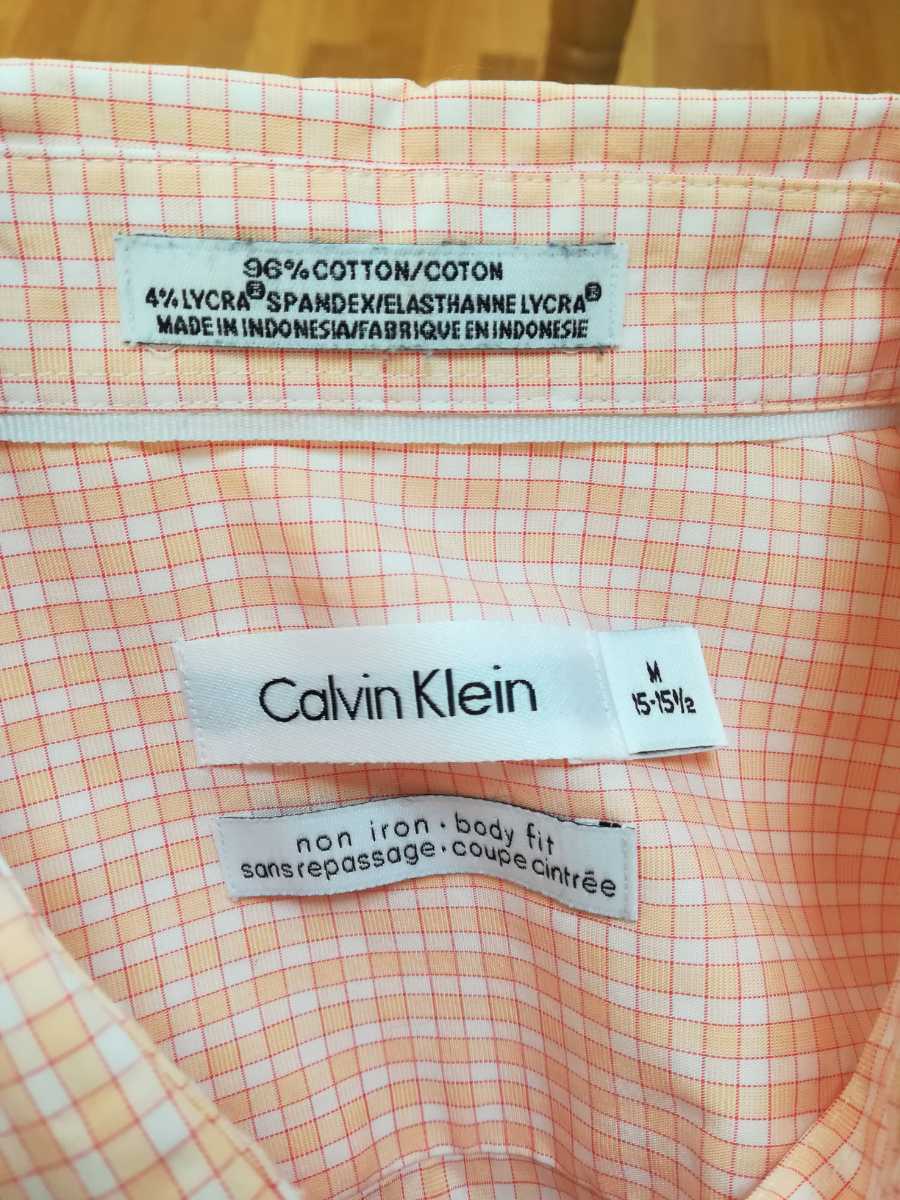 96% COTTON/COTON
4% LYCRA® SPANDEX/ELASTHANNE LYCRA®
MADE IN INDONESIA/FABRIQUE EN INDONESIE
Calvin Klein
M
15-15½
non iron · body fit
sans repassage · coupe cintrée